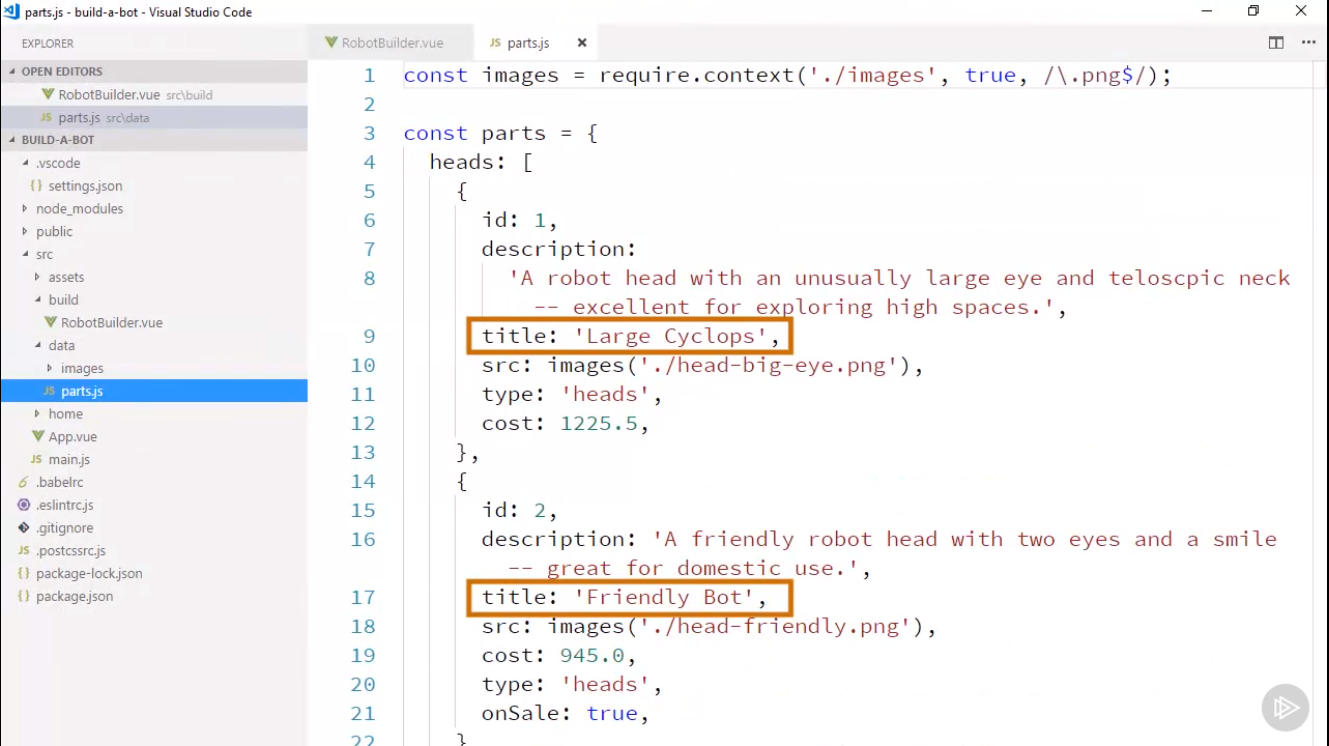 parts.js - build-a-bot - Visual Studio Code
EXPLORER
OPEN EDITORS
RobotBuilder.vue src\build
JS parts.js src\data
BUILD-A-BOT
.vscode
{} settings.json
node_modules
public
src
assets
build
RobotBuilder.vue
data
images
JS parts.js
home
App.vue
JS main.js
6 .babelrc
.eslintrc.js
.gitignore
JS .postcssrc.js
{} package-lock.json
{} package.json
RobotBuilder.vue JS parts.js
1 const images = require.context('./images', true, /\.png$/);
2
3 const parts = {
4 heads: [
5 {
6 id: 1,
7 description:
8 'A robot head with an unusually large eye and teloscpic neck
-- excellent for exploring high spaces.',
9 title: 'Large Cyclops',
10 src: images('./head-big-eye.png'),
11 type: 'heads',
12 cost: 1225.5,
13 },
14 {
15 id: 2,
16 description: 'A friendly robot head with two eyes and a smile
-- great for domestic use.',
17 title: 'Friendly Bot',
18 src: images('./head-friendly.png'),
19 cost: 945.0,
20 type: 'heads',
21 onSale: true,
22 }